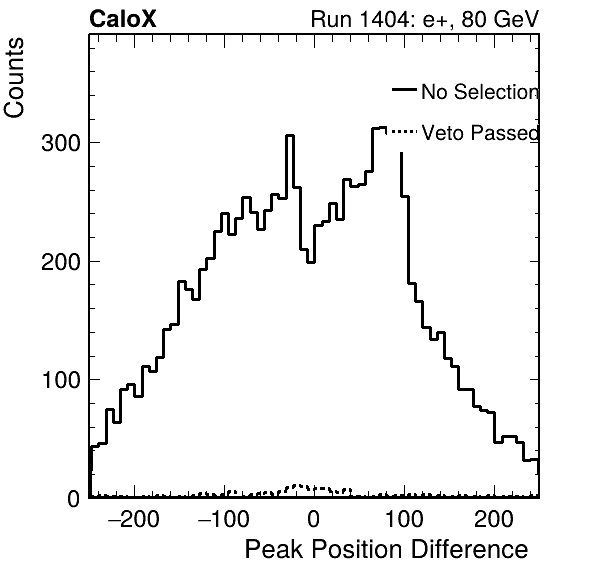 CaloX Run 1404: e+, 80 GeV
Counts
No Selection
Veto Passed
300
200
100
0
−200 −100 0 100 200
Peak Position Difference